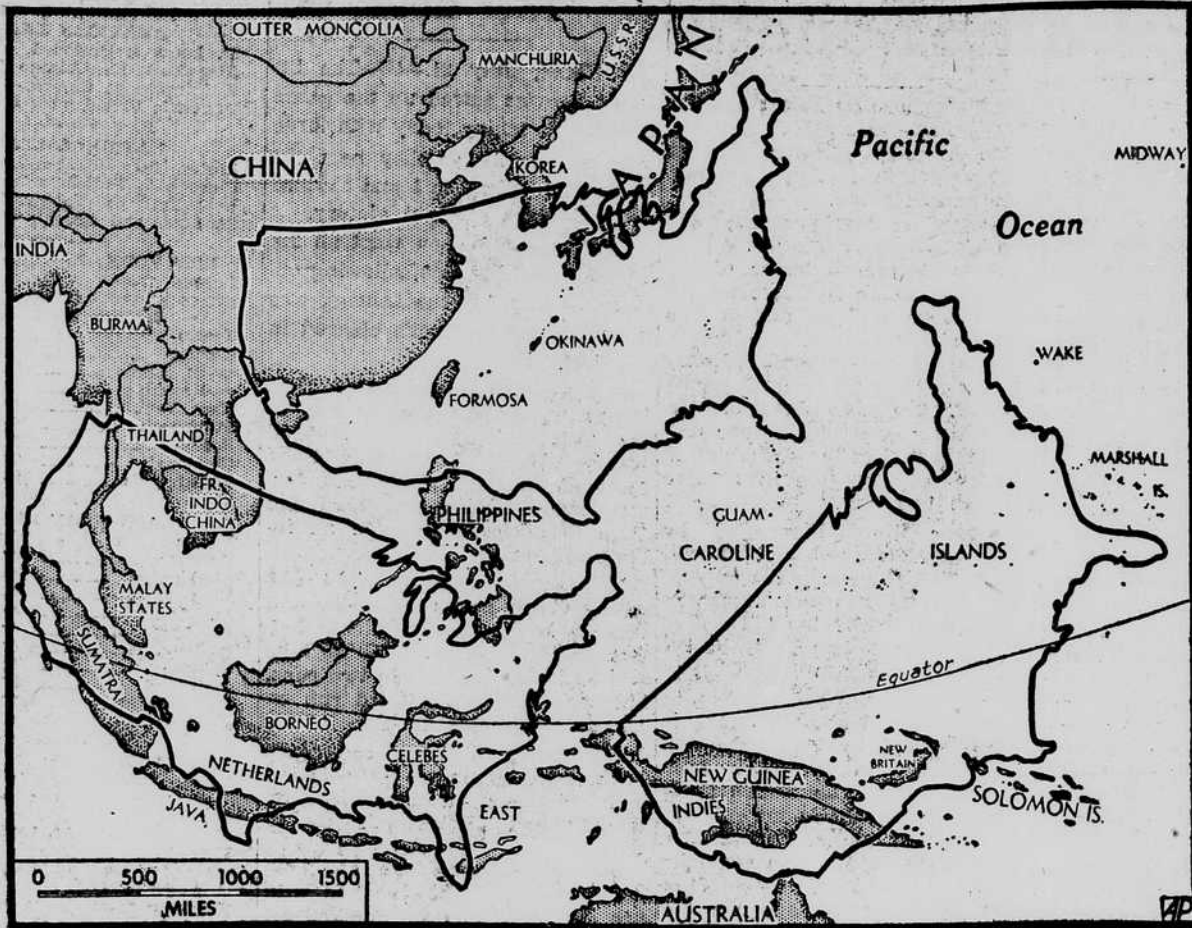 OUTER MONGOLIA
MANCHURIA
U.S.S.R.
JAPAN
Pacific
MIDWAY
CHINA
KOREA
Ocean
INDIA
BURMA
OKINAWA
WAKE
FORMOSA
THAILAND
MARSHALL
IS.
FR.
INDO
CHINA
PHILIPPINES
GUAM
CAROLINE
ISLANDS
MALAY
STATES
SUMATRA
Equator
BORNEO
CELEBES
NEW
BRITAIN
NETHERLANDS
NEW GUINEA
JAVA.
EAST
INDIES
SOLOMON IS.
0 500 1000 1500
MILES
AUSTRALIA
AP